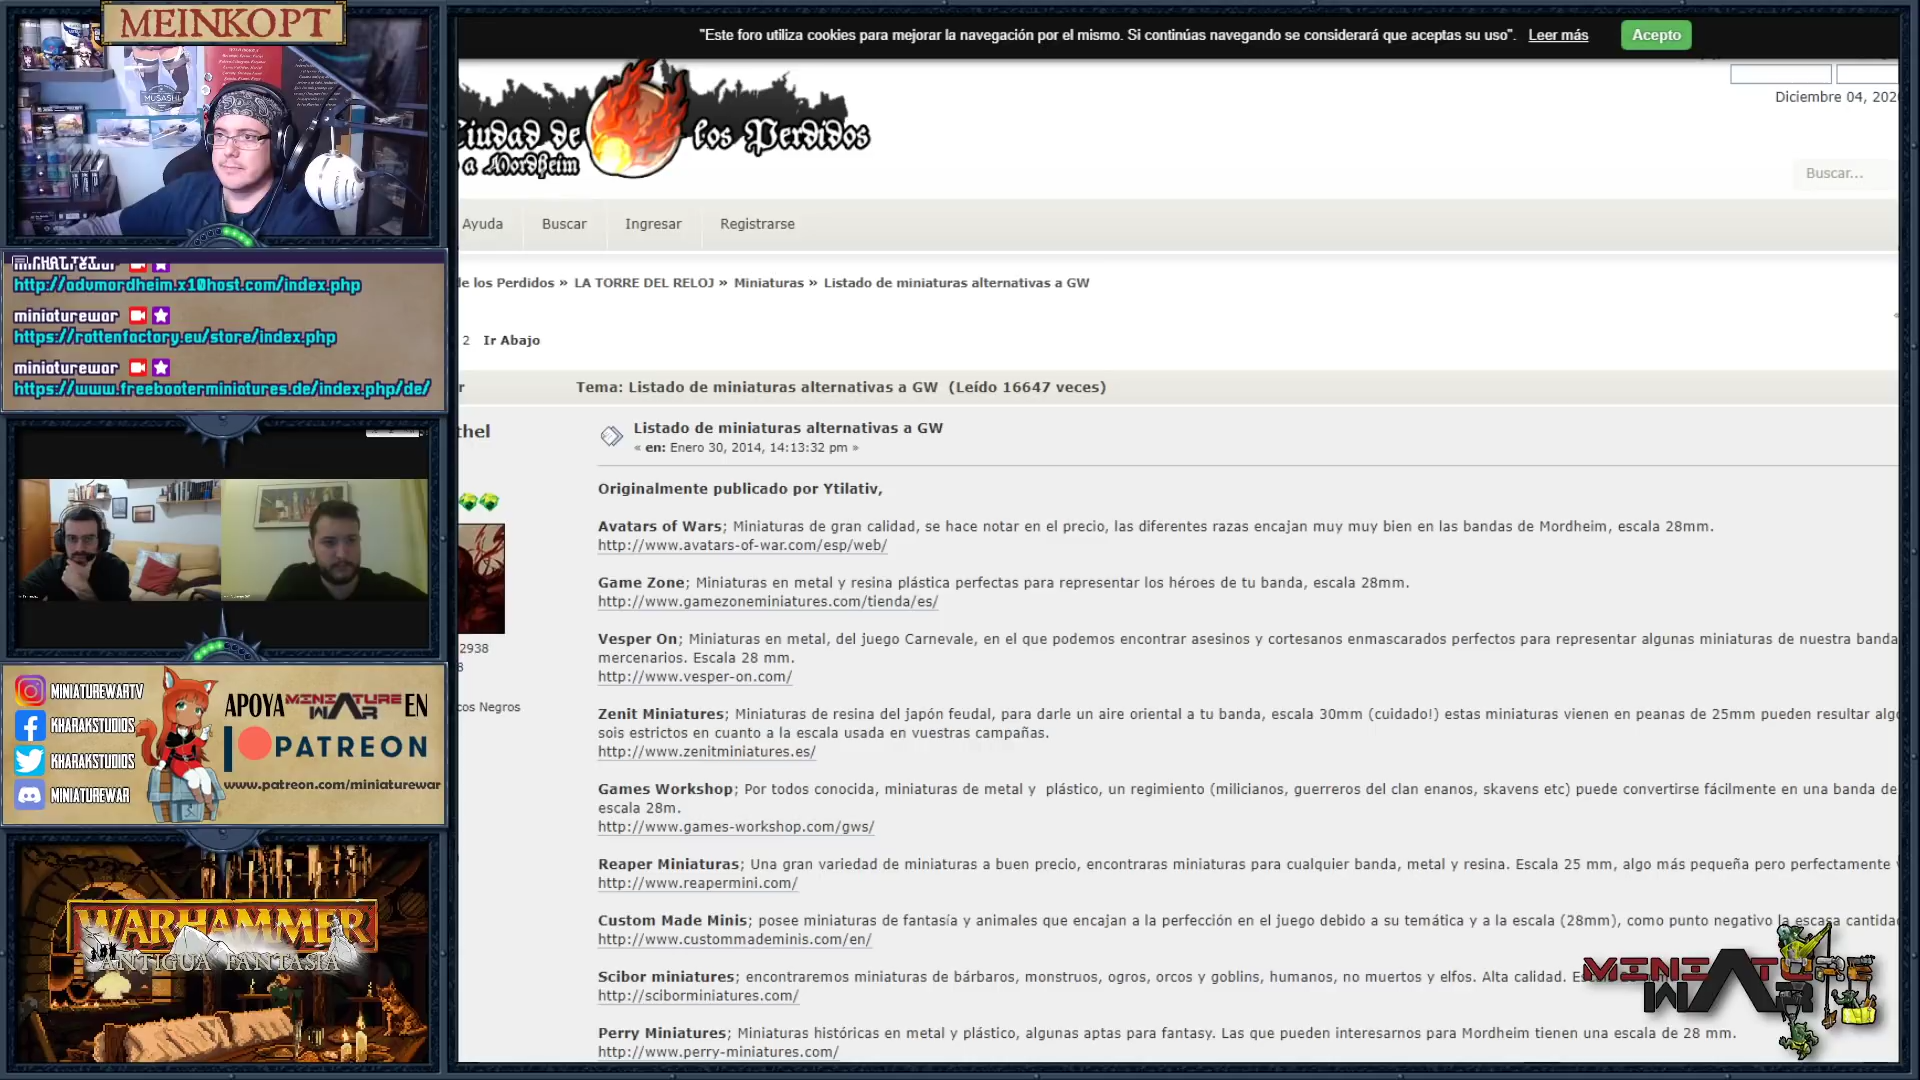 MEINKOPT
MUSASHI
CHAT.TXT
miniaturewar
http://advmordheim.x10host.com/index.php
miniaturewar
https://rottenfactory.eu/store/index.php
miniaturewar
https://www.freebooterminiatures.de/index.php/de/
MINIATUREWARTV
KHARAKSTUDIOS
KHARAKSTUDIOS
MINIATUREWAR
APOYA MINIATURE WAR EN
PATREON
www.patreon.com/miniaturewar
WARHAMMER
ANTIGUA FANTASIA
"Este foro utiliza cookies para mejorar la navegación por el mismo. Si continúas navegando se considerará que aceptas su uso". Leer más Acepto
Diciembre 04, 202
Ciudad de los Perdidos
a Mordheim
Buscar...
Ayuda Buscar Ingresar Registrarse
de los Perdidos » LA TORRE DEL RELOJ » Miniaturas » Listado de miniaturas alternativas a GW
2 Ir Abajo
r Tema: Listado de miniaturas alternativas a GW (Leído 16647 veces)
thel
Listado de miniaturas alternativas a GW
« en: Enero 30, 2014, 14:13:32 pm »
2938
8
cos Negros
Originalmente publicado por Ytilativ,
Avatars of Wars; Miniaturas de gran calidad, se hace notar en el precio, las diferentes razas encajan muy muy bien en las bandas de Mordheim, escala 28mm.
http://www.avatars-of-war.com/esp/web/
Game Zone; Miniaturas en metal y resina plástica perfectas para representar los héroes de tu banda, escala 28mm.
http://www.gamezoneminiatures.com/tienda/es/
Vesper On; Miniaturas en metal, del juego Carnevale, en el que podemos encontrar asesinos y cortesanos enmascarados perfectos para representar algunas miniaturas de nuestra banda
mercenarios. Escala 28 mm.
http://www.vesper-on.com/
Zenit Miniatures; Miniaturas de resina del japón feudal, para darle un aire oriental a tu banda, escala 30mm (cuidado!) estas miniaturas vienen en peanas de 25mm pueden resultar algo
sois estrictos en cuanto a la escala usada en vuestras campañas.
http://www.zenitminiatures.es/
Games Workshop; Por todos conocida, miniaturas de metal y plástico, un regimiento (milicianos, guerreros del clan enanos, skavens etc) puede convertirse fácilmente en una banda de
escala 28m.
http://www.games-workshop.com/gws/
Reaper Miniaturas; Una gran variedad de miniaturas a buen precio, encontraras miniaturas para cualquier banda, metal y resina. Escala 25 mm, algo más pequeña pero perfectamente
http://www.reapermini.com/
Custom Made Minis; posee miniaturas de fantasía y animales que encajan a la perfección en el juego debido a su temática y a la escala (28mm), como punto negativo la escasa cantidad
http://www.custommademinis.com/en/
Scibor miniatures; encontraremos miniaturas de bárbaros, monstruos, ogros, orcos y goblins, humanos, no muertos y elfos. Alta calidad. Es
http://sciborminiatures.com/
Perry Miniatures; Miniaturas históricas en metal y plástico, algunas aptas para fantasy. Las que pueden interesarnos para Mordheim tienen una escala de 28 mm.
http://www.perry-miniatures.com/
MINIATURE
WAR